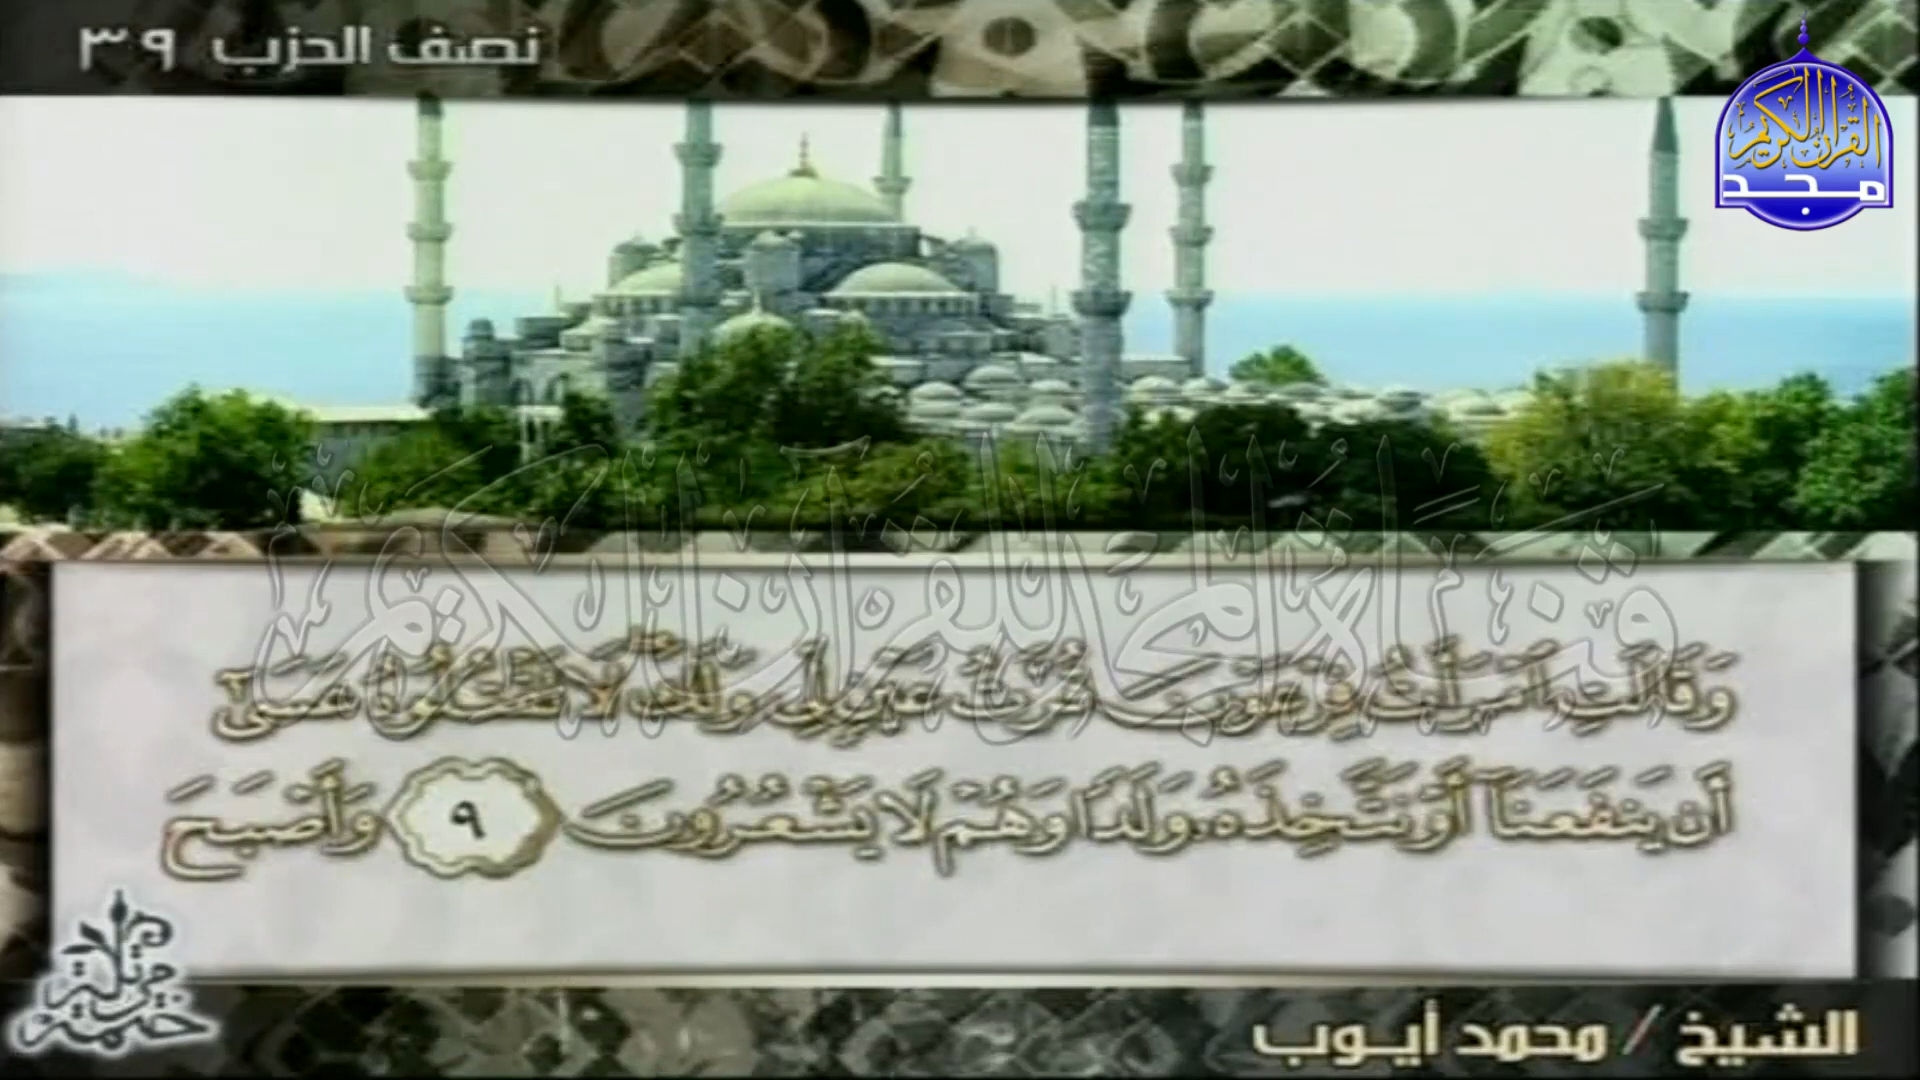 نصف الحزب ٣٩
القرآن الكريم
مجد
قناة المجد للقرآن الكريم
وَقَالَتِ ٱمْرَأَتُ فِرْعَوْنَ قُرَّتُ عَيْنٍ لِّى وَلَكَ لَا تَقْتُلُوهُ عَسَىٰٓ
أَن يَنفَعَنَآ أَوْ نَتَّخِذَهُۥ وَلَدًا وَهُمْ لَا يَشْعُرُونَ ٩ وَأَصْبَحَ
ختمة مرتلة
الشيخ / محمد أيوب